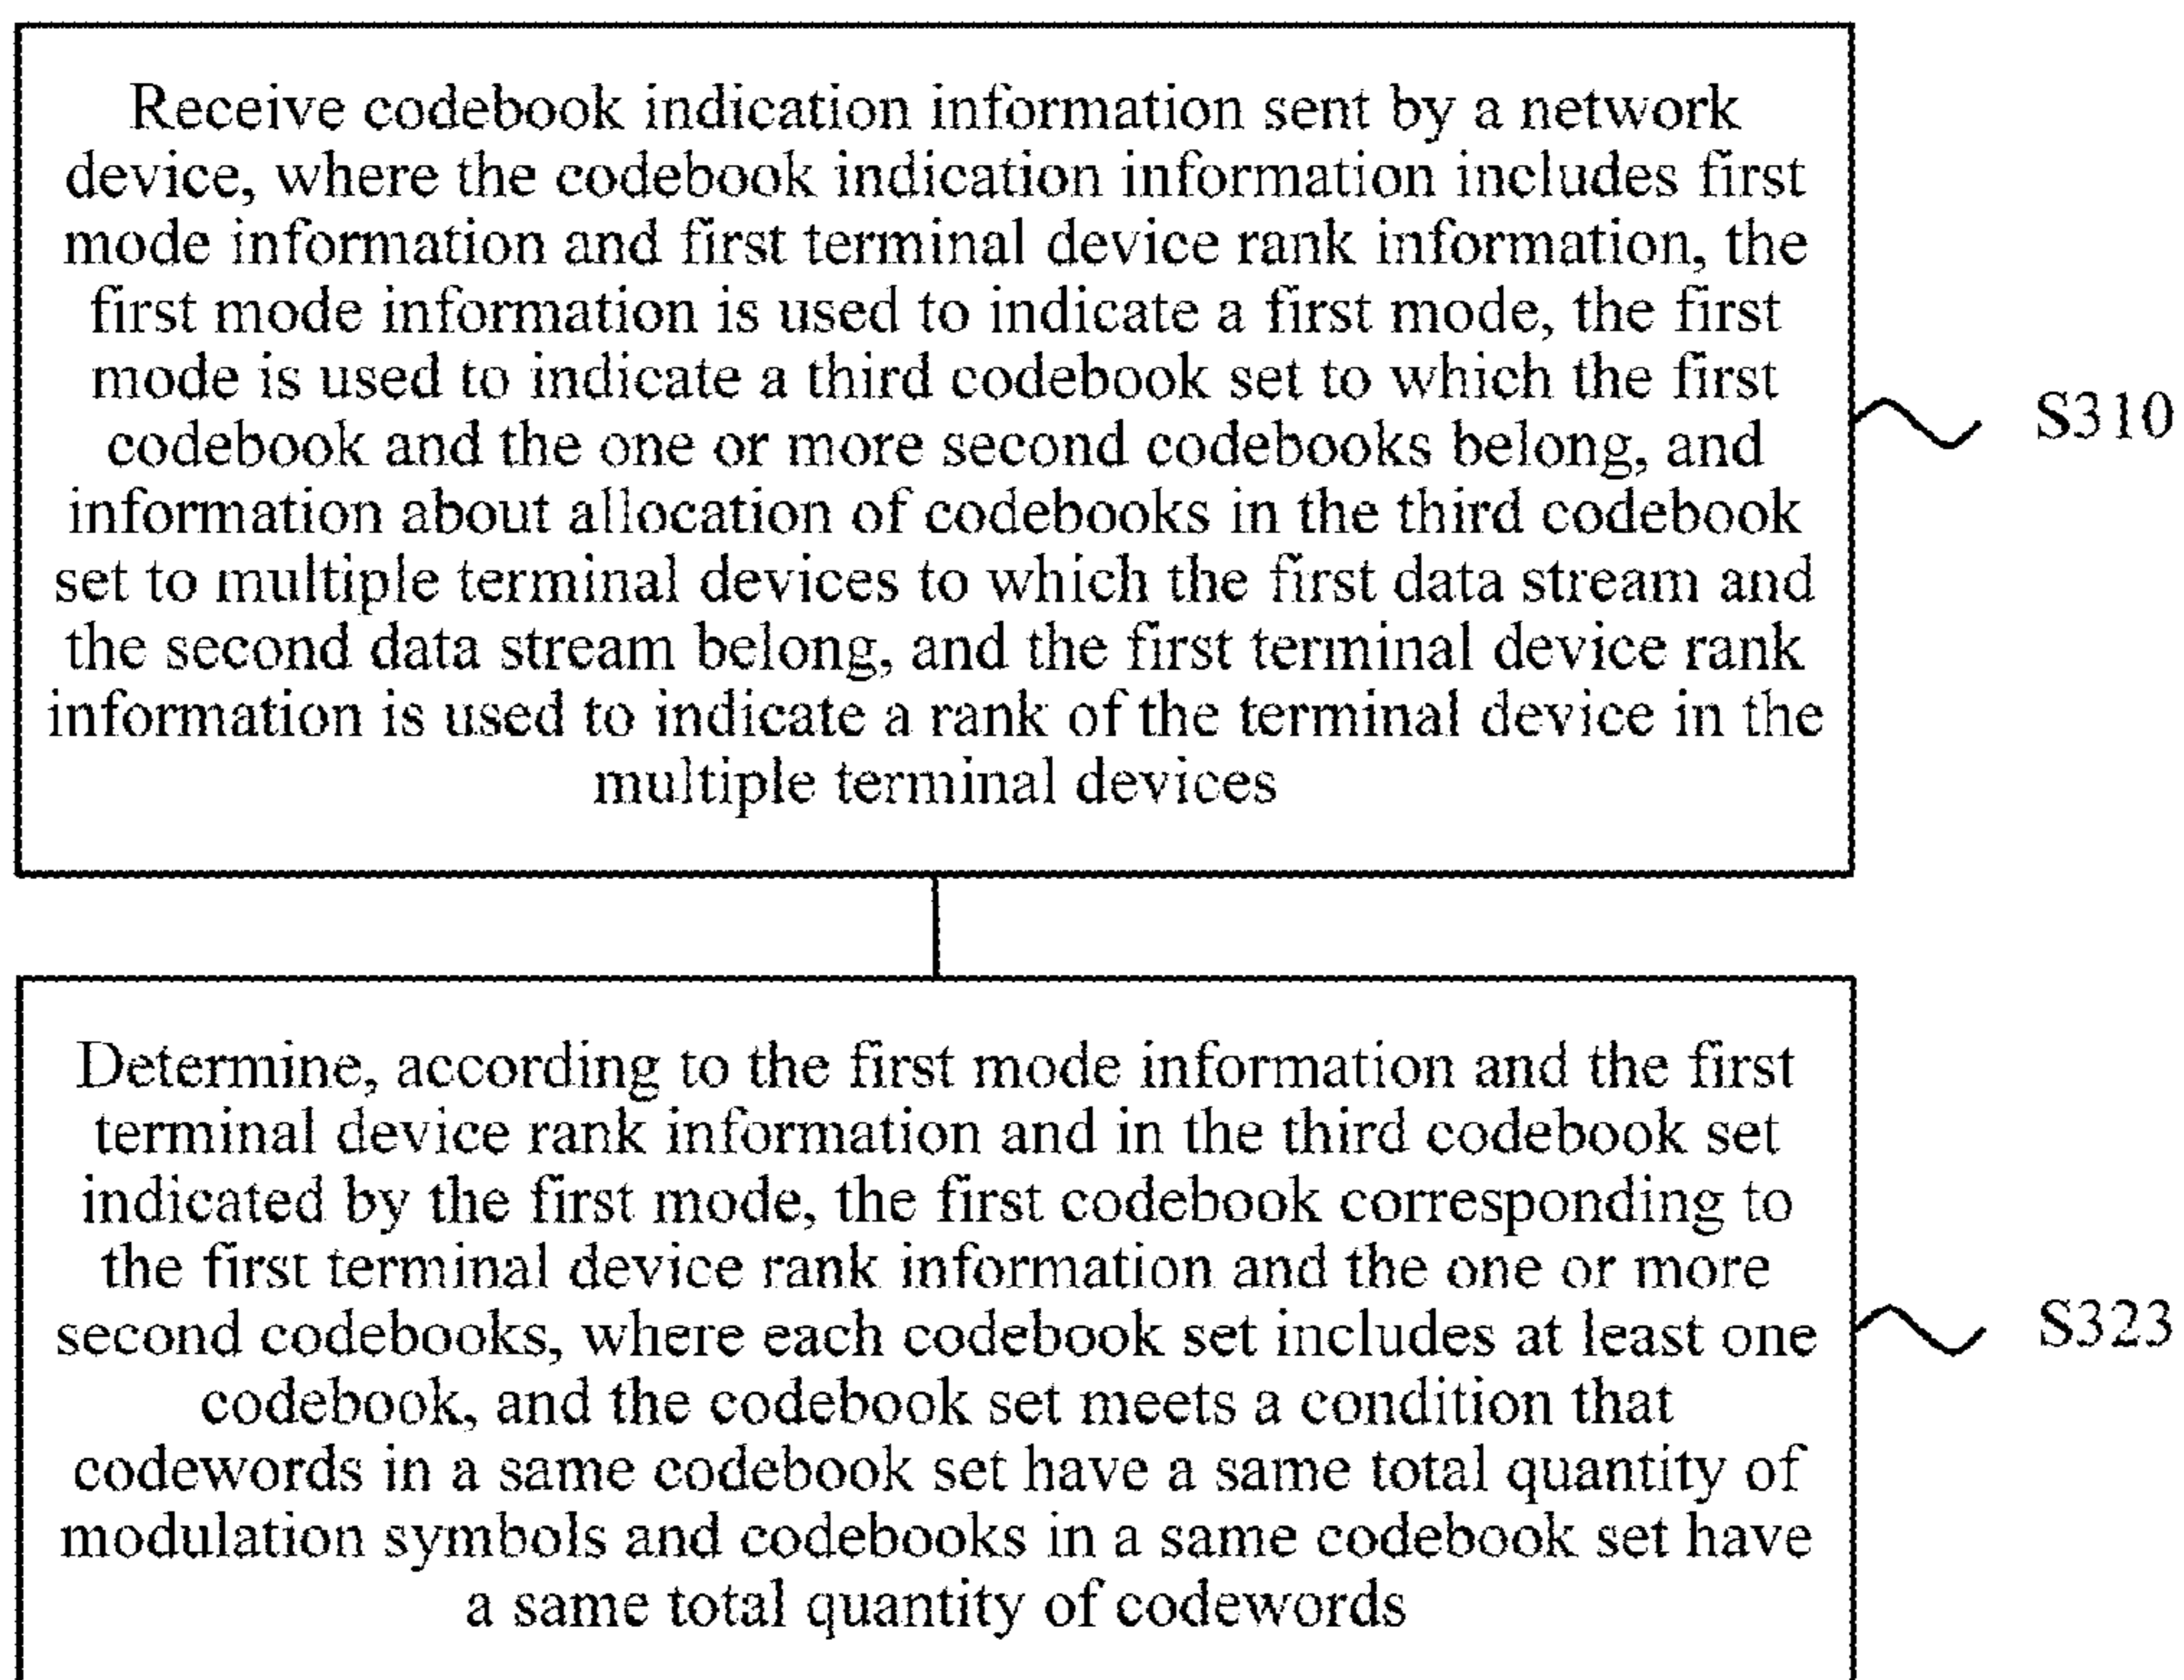 Receive codebook indication information sent by a network
device, where the codebook indication information includes first
mode information and first terminal device rank information, the
first mode information is used to indicate a first mode, the first
mode is used to indicate a third codebook set to which the first
codebook and the one or more second codebooks belong, and
information about allocation of codebooks in the third codebook
set to multiple terminal devices to which the first data stream and
the second data stream belong, and the first terminal device rank
information is used to indicate a rank of the terminal device in the
multiple terminal devices
S310
Determine, according to the first mode information and the first
terminal device rank information and in the third codebook set
indicated by the first mode, the first codebook corresponding to
the first terminal device rank information and the one or more
second codebooks, where each codebook set includes at least one
codebook, and the codebook set meets a condition that
codewords in a same codebook set have a same total quantity of
modulation symbols and codebooks in a same codebook set have
a same total quantity of codewords
S323